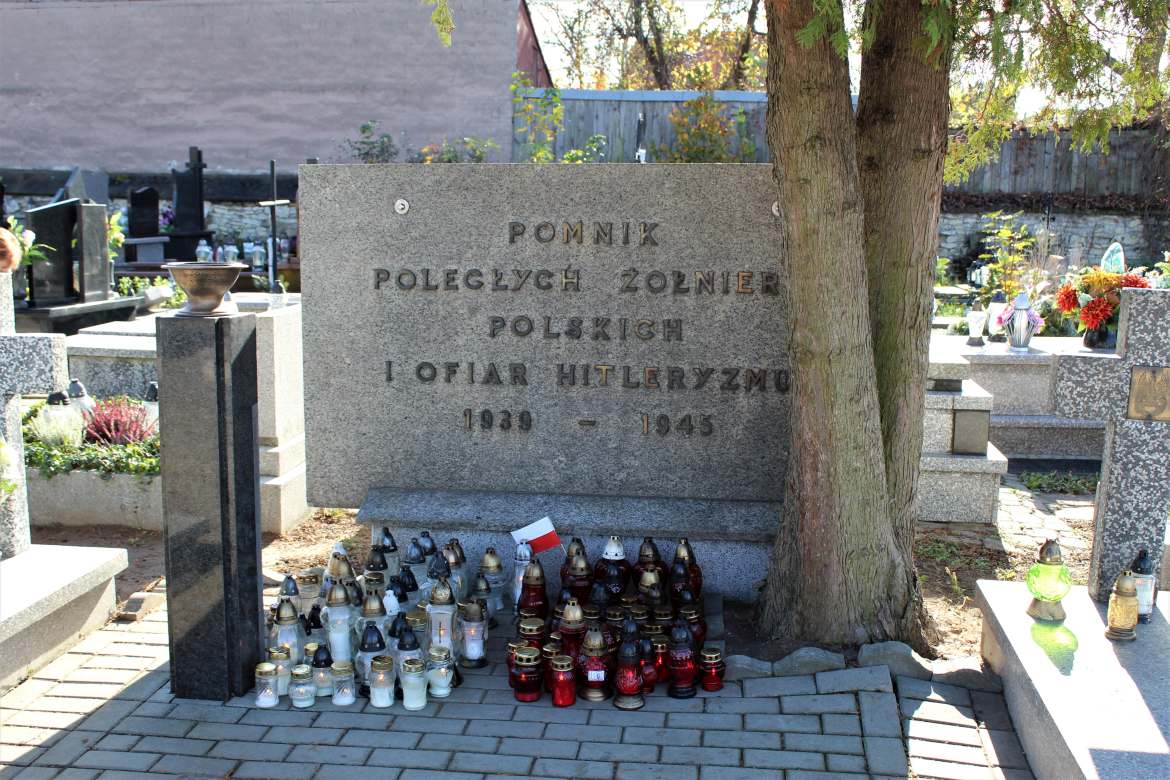 POMNIK
POLEGŁYCH ŻOŁNIER
POLSKICH
I OFIAR HITLERYZMU
1939 - 1945